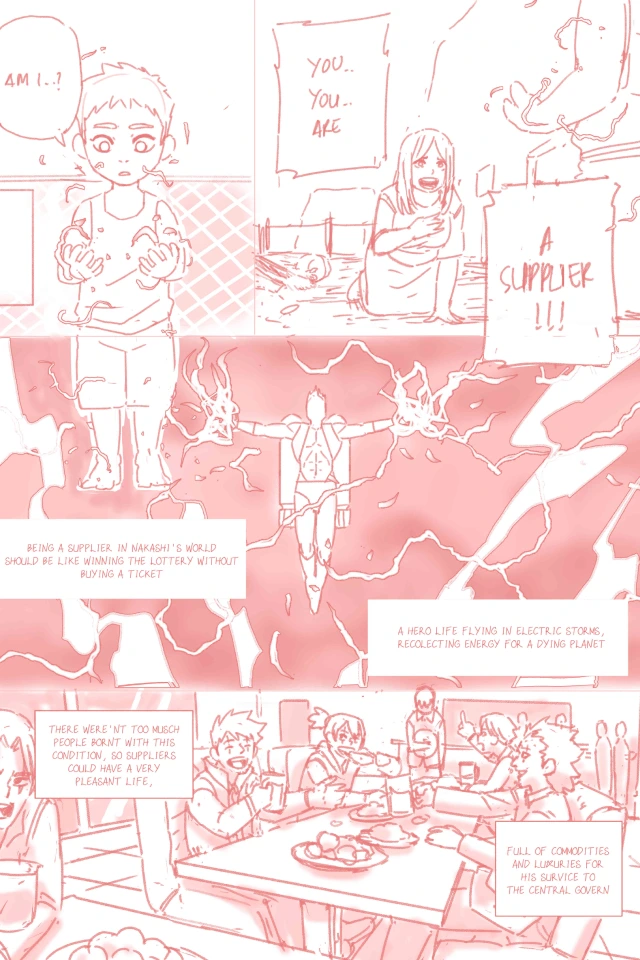 AM I..?
YOU..
YOU..
ARE
A
SUPPLIER
!!!
BEING A SUPPLIER IN NAKASHI'S WORLD
SHOULD BE LIKE WINNING THE LOTTERY WITHOUT
BUYING A TICKET
A HERO LIFE FLYING IN ELECTRIC STORMS,
RECOLECTING ENERGY FOR A DYING PLANET
THERE WERE'NT TOO MUSCH
PEOPLE BORNT WITH THIS
CONDITION, SO SUPPLIERS
COULD HAVE A VERY
PLEASANT LIFE,
FULL OF COMMODITIES
AND LUXURIES FOR
HIS SURVICE TO
THE CENTRAL GOVERN